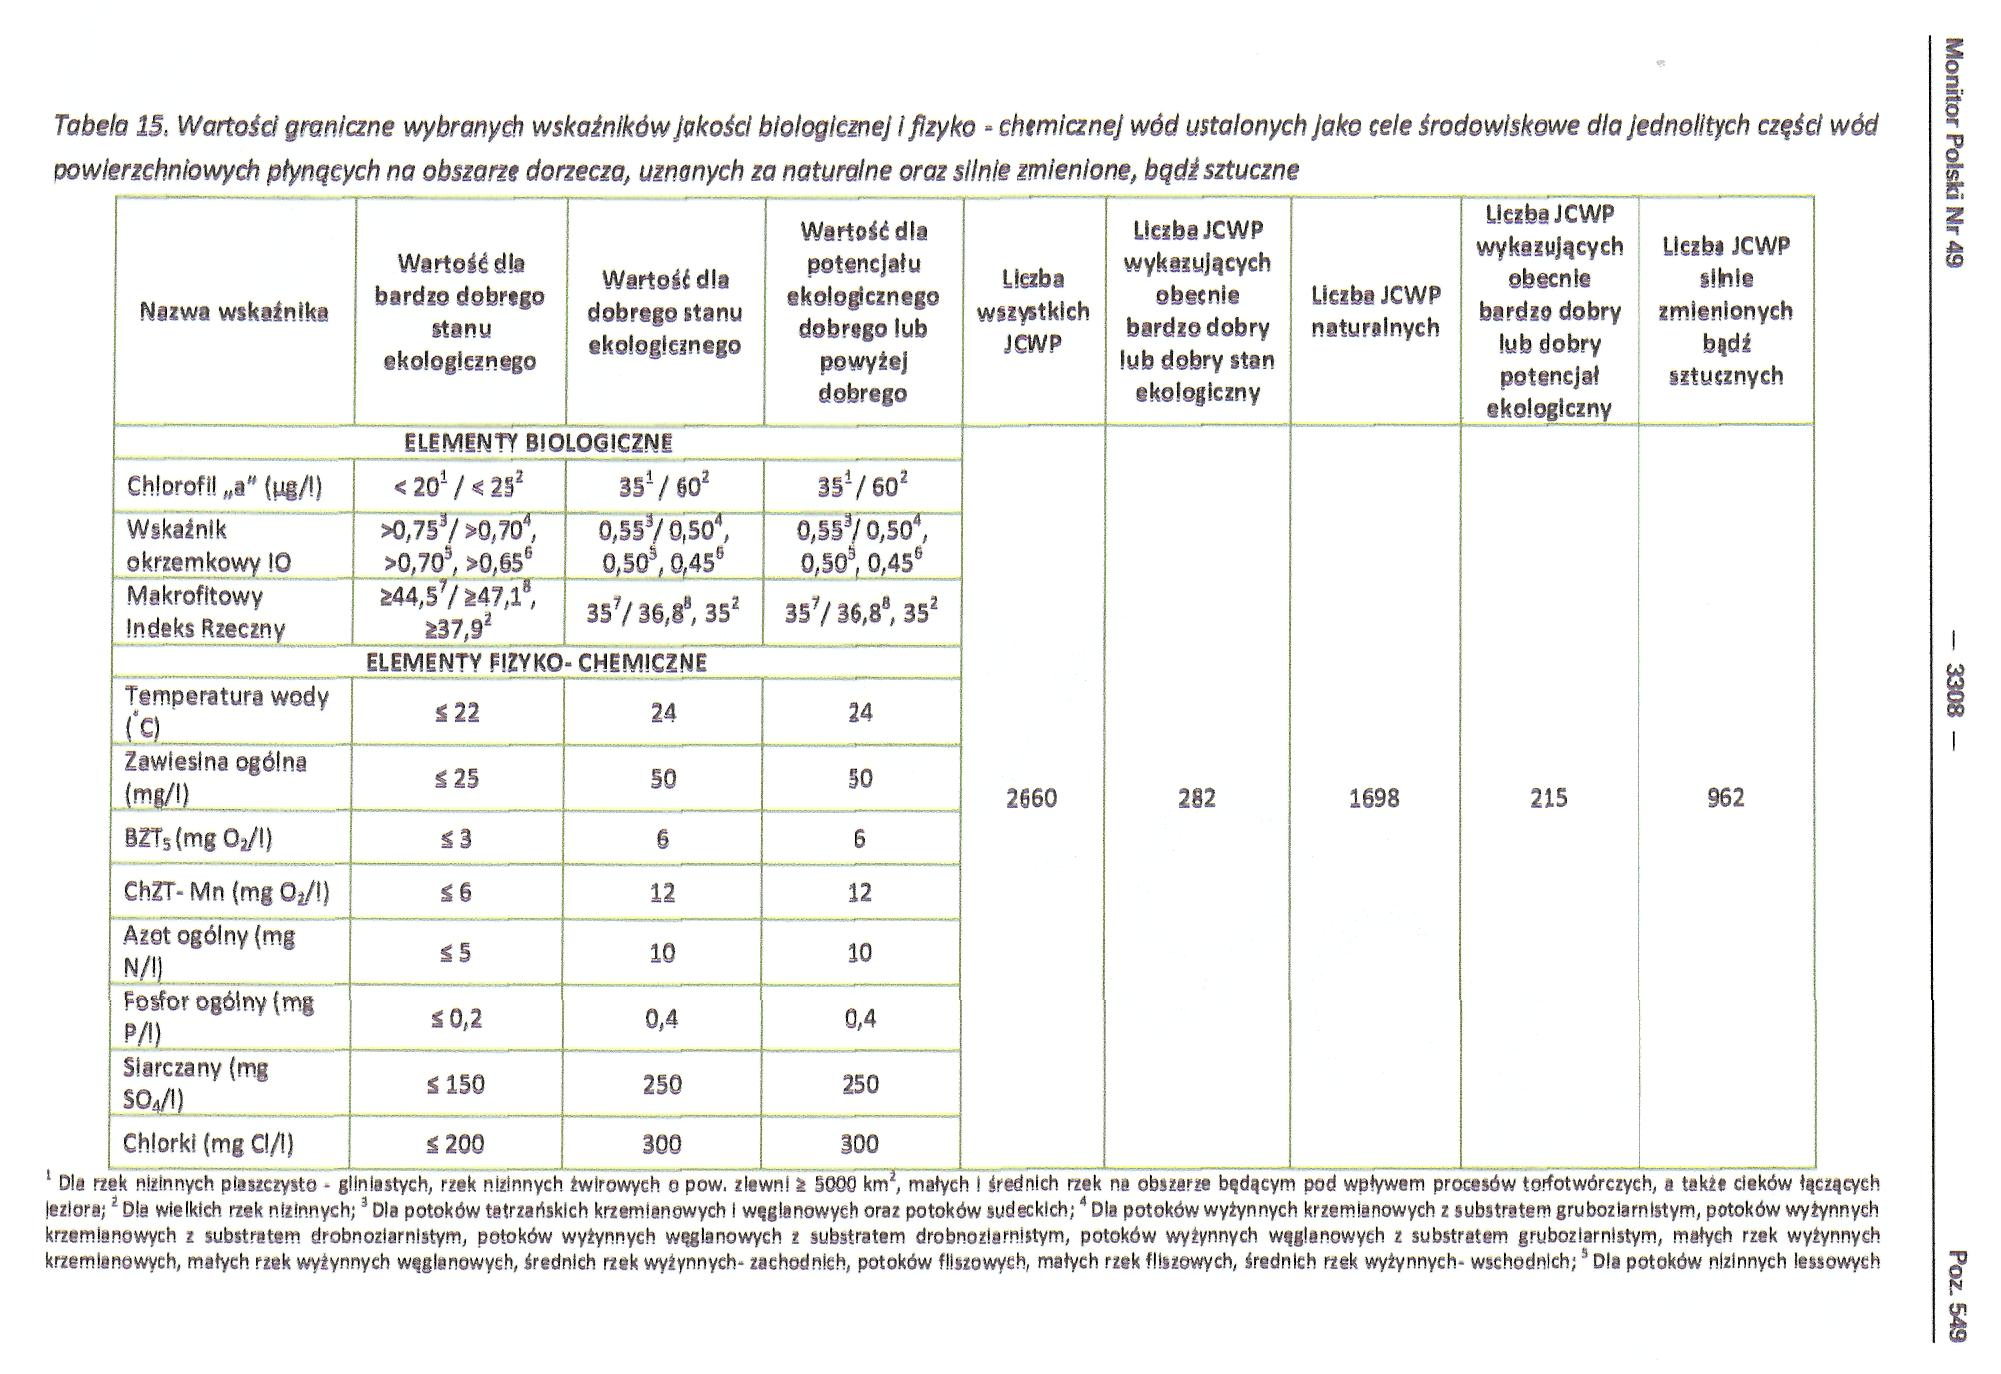 Monitor Polski Nr 49
— 3308 —
Poz. 549
Tabela 15. Wartości graniczne wybranych wskaźników jakości biologicznej i fizyko - chemicznej wód ustalonych jako cele środowiskowe dla jednolitych części wód
powierzchniowych płynących na obszarze dorzecza, uznanych za naturalne oraz silnie zmienione, bądź sztuczne
Nazwa wskaźnika
Wartość dla
bardzo dobrego
stanu
ekologicznego
Wartość dla
dobrego stanu
ekologicznego
Wartość dla
potencjału
ekologicznego
dobrego lub
powyżej
dobrego
Liczba
wszystkich
JCWP
Liczba JCWP
wykazujących
obecnie
bardzo dobry
lub dobry stan
ekologiczny
Liczba JCWP
naturalnych
Liczba JCWP
wykazujących
obecnie
bardzo dobry
lub dobry
potencjał
ekologiczny
Liczba JCWP
silnie
zmienionych
bądź
sztucznych
ELEMENTY BIOLOGICZNE
Chlorofil „a” (µg/l) < 20¹ / < 25² 35¹ / 60² 35¹ / 60²
Wskaźnik
okrzemkowy IO
>0,75³/ >0,70⁴,
>0,70⁵, >0,65⁶
0,55³/ 0,50⁴,
0,50⁵, 0,45⁶
0,55³/ 0,50⁴,
0,50⁵, 0,45⁶
Makrofitowy
Indeks Rzeczny
≥44,5⁷/ ≥47,1⁸,
≥37,9²
35⁷/ 36,8⁸, 35² 35⁷/ 36,8⁸, 35²
ELEMENTY FIZYKO- CHEMICZNE
Temperatura wody
(°C)
≤ 22 24 24
Zawiesina ogólna
(mg/l)
≤ 25 50 50
2660 282 1698 215 962
BZT₅ (mg O₂/l) ≤ 3 6 6
ChZT- Mn (mg O₂/l) ≤ 6 12 12
Azot ogólny (mg
N/l)
≤ 5 10 10
Fosfor ogólny (mg
P/l)
≤ 0,2 0,4 0,4
Siarczany (mg
SO₄/l)
≤ 150 250 250
Chlorki (mg Cl/l) ≤ 200 300 300
¹ Dla rzek nizinnych piaszczysto - gliniastych, rzek nizinnych żwirowych o pow. zlewni ≥ 5000 km², małych i średnich rzek na obszarze będącym pod wpływem procesów torfotwórczych, a także cieków łączących
jeziora; ² Dla wielkich rzek nizinnych; ³ Dla potoków tatrzańskich krzemianowych i węglanowych oraz potoków sudeckich; ⁴ Dla potoków wyżynnych krzemianowych z substratem gruboziarnistym, potoków wyżynnych
krzemianowych z substratem drobnoziarnistym, potoków wyżynnych węglanowych z substratem drobnoziarnistym, potoków wyżynnych węglanowych z substratem gruboziarnistym, małych rzek wyżynnych
krzemianowych, małych rzek wyżynnych węglanowych, średnich rzek wyżynnych- zachodnich, potoków fliszowych, małych rzek fliszowych, średnich rzek wyżynnych- wschodnich; ⁵ Dla potoków nizinnych lessowych